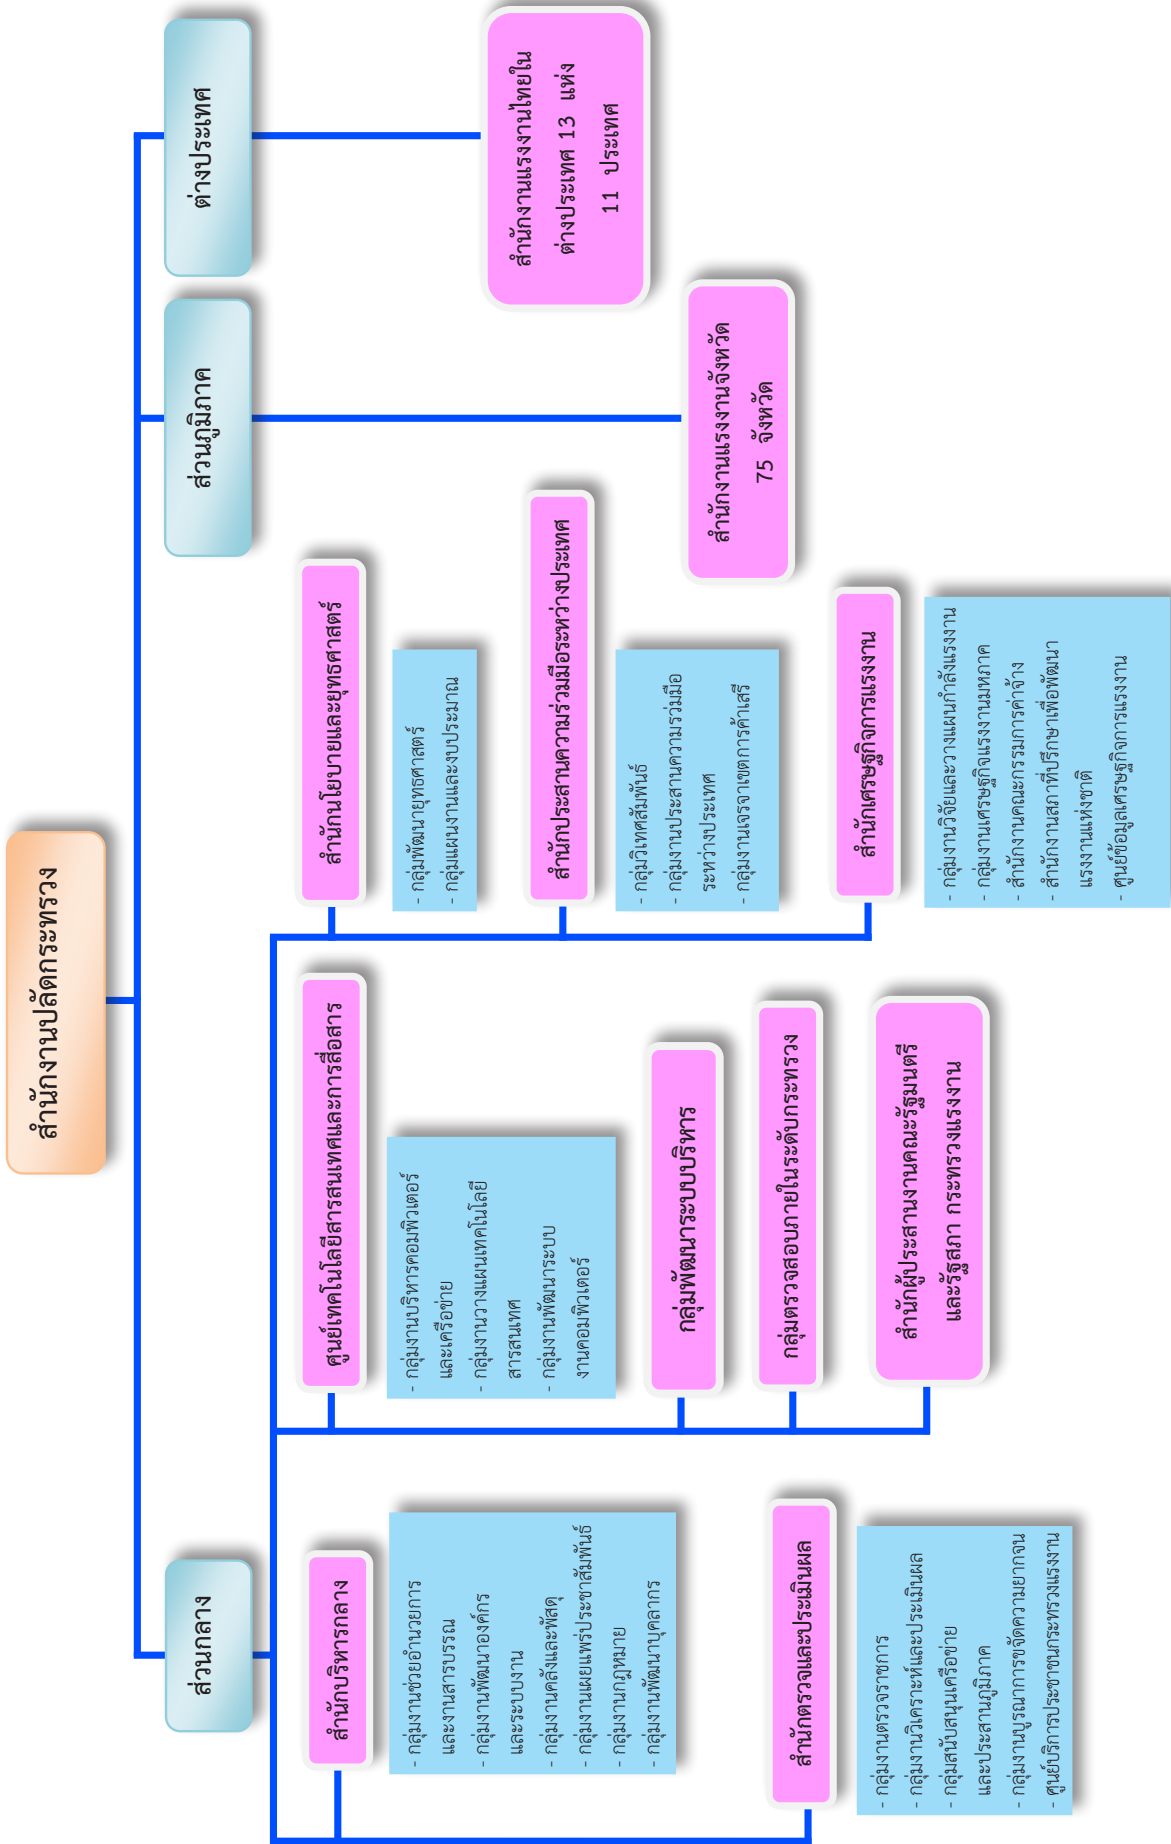 สำนักงานปลัดกระทรวง
ส่วนกลาง
ส่วนภูมิภาค
ต่างประเทศ
สำนักบริหารกลาง
- กลุ่มงานช่วยอำนวยการ
และงานสารบรรณ
- กลุ่มงานพัฒนาองค์กร
และระบบงาน
- กลุ่มงานคลังและพัสดุ
- กลุ่มงานเผยแพร่ประชาสัมพันธ์
- กลุ่มงานกฎหมาย
- กลุ่มงานพัฒนาบุคลากร
สำนักตรวจและประเมินผล
- กลุ่มงานตรวจราชการ
- กลุ่มงานวิเคราะห์และประเมินผล
- กลุ่มสนับสนุนเครือข่าย
และประสานภูมิภาค
- กลุ่มงานบูรณาการขจัดความยากจน
- ศูนย์บริการประชาชนกระทรวงแรงงาน
ศูนย์เทคโนโลยีสารสนเทศและการสื่อสาร
- กลุ่มงานบริหารคอมพิวเตอร์
และเครือข่าย
- กลุ่มงานวางแผนเทคโนโลยี
สารสนเทศ
- กลุ่มงานพัฒนาระบบ
งานคอมพิวเตอร์
กลุ่มพัฒนาระบบบริหาร
กลุ่มตรวจสอบภายในระดับกระทรวง
สำนักผู้ประสานงานคณะรัฐมนตรี
และรัฐสภา กระทรวงแรงงาน
สำนักนโยบายและยุทธศาสตร์
- กลุ่มพัฒนายุทธศาสตร์
- กลุ่มแผนงานและงบประมาณ
สำนักประสานความร่วมมือระหว่างประเทศ
- กลุ่มวิเทศสัมพันธ์
- กลุ่มงานประสานความร่วมมือ
ระหว่างประเทศ
- กลุ่มงานเจรจาเขตการค้าเสรี
สำนักเศรษฐกิจการแรงงาน
- กลุ่มงานวิจัยและวางแผนกำลังแรงงาน
- กลุ่มงานเศรษฐกิจแรงงานมหภาค
- สำนักงานคณะกรรมการค่าจ้าง
- สำนักงานสภาที่ปรึกษาเพื่อพัฒนา
แรงงานแห่งชาติ
- ศูนย์ข้อมูลเศรษฐกิจการแรงงาน
สำนักงานแรงงานจังหวัด
75 จังหวัด
สำนักงานแรงงานไทยใน
ต่างประเทศ 13 แห่ง
11 ประเทศ